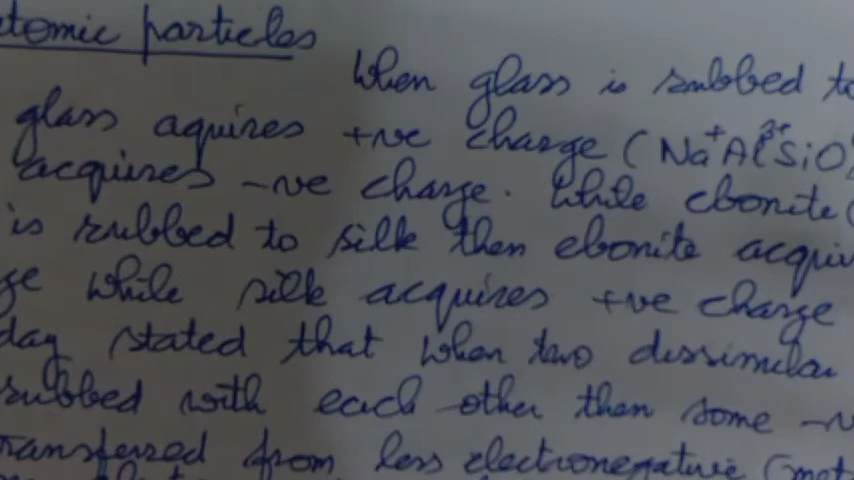 tomic particles
When glass is rubbed to
glass aquires +ve charge (Na⁺Al³⁺SiO
acquires -ve charge. While ebonite (
is rubbed to silk then ebonite acqui
ge while silk acquires +ve charge
day stated that when two dissimilar
rubbed with each other then some -v
ransferred from less electronegative (met